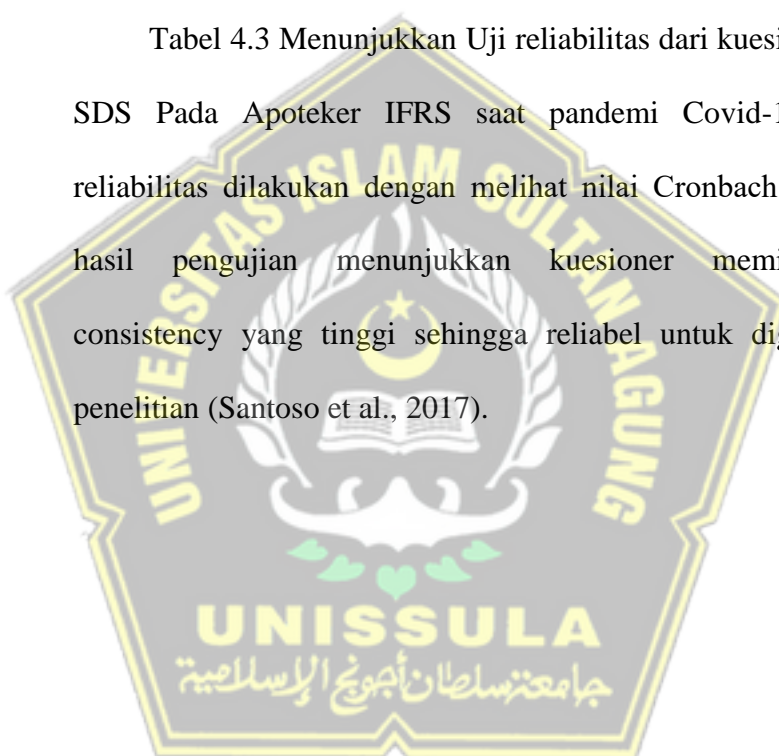 Tabel 4.3 Menunjukkan Uji reliabilitas dari kuesi
SDS Pada Apoteker IFRS saat pandemi Covid-1
reliabilitas dilakukan dengan melihat nilai Cronbach
hasil pengujian menunjukkan kuesioner memi
consistency yang tinggi sehingga reliabel untuk dig
penelitian (Santoso et al., 2017).
UNIVERSITAS ISLAM SULTAN AGUNG
UNISSULA
جامعة سلطان أجونج الإسلامية